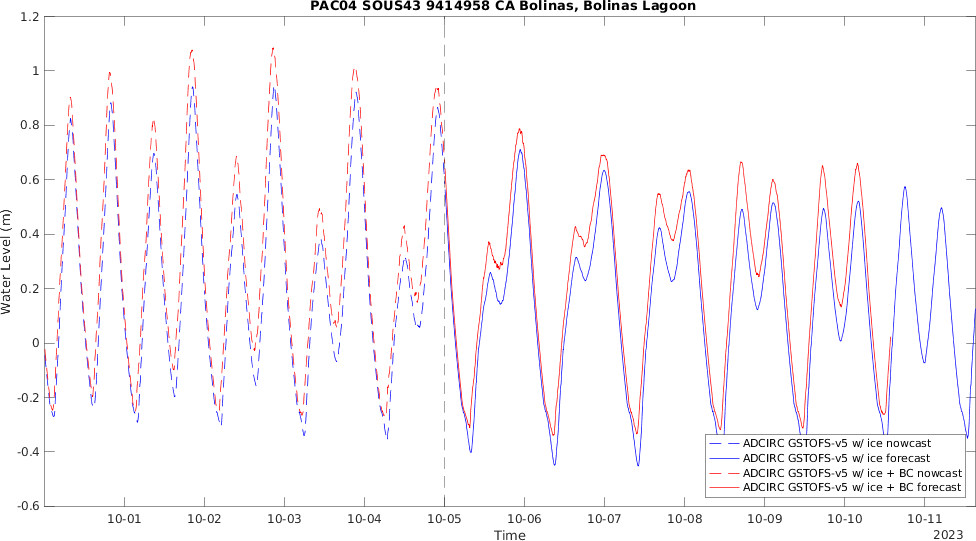 PAC04 SOUS43 9414958 CA Bolinas, Bolinas Lagoon
1.2
1
0.8
0.6
0.4
0.2
0
-0.2
-0.4
-0.6
Water Level (m)
ADCIRC GSTOFS-v5 w/ ice nowcast
ADCIRC GSTOFS-v5 w/ ice forecast
ADCIRC GSTOFS-v5 w/ ice + BC nowcast
ADCIRC GSTOFS-v5 w/ ice + BC forecast
10-01 10-02 10-03 10-04 10-05 10-06 10-07 10-08 10-09 10-10 10-11
Time
2023